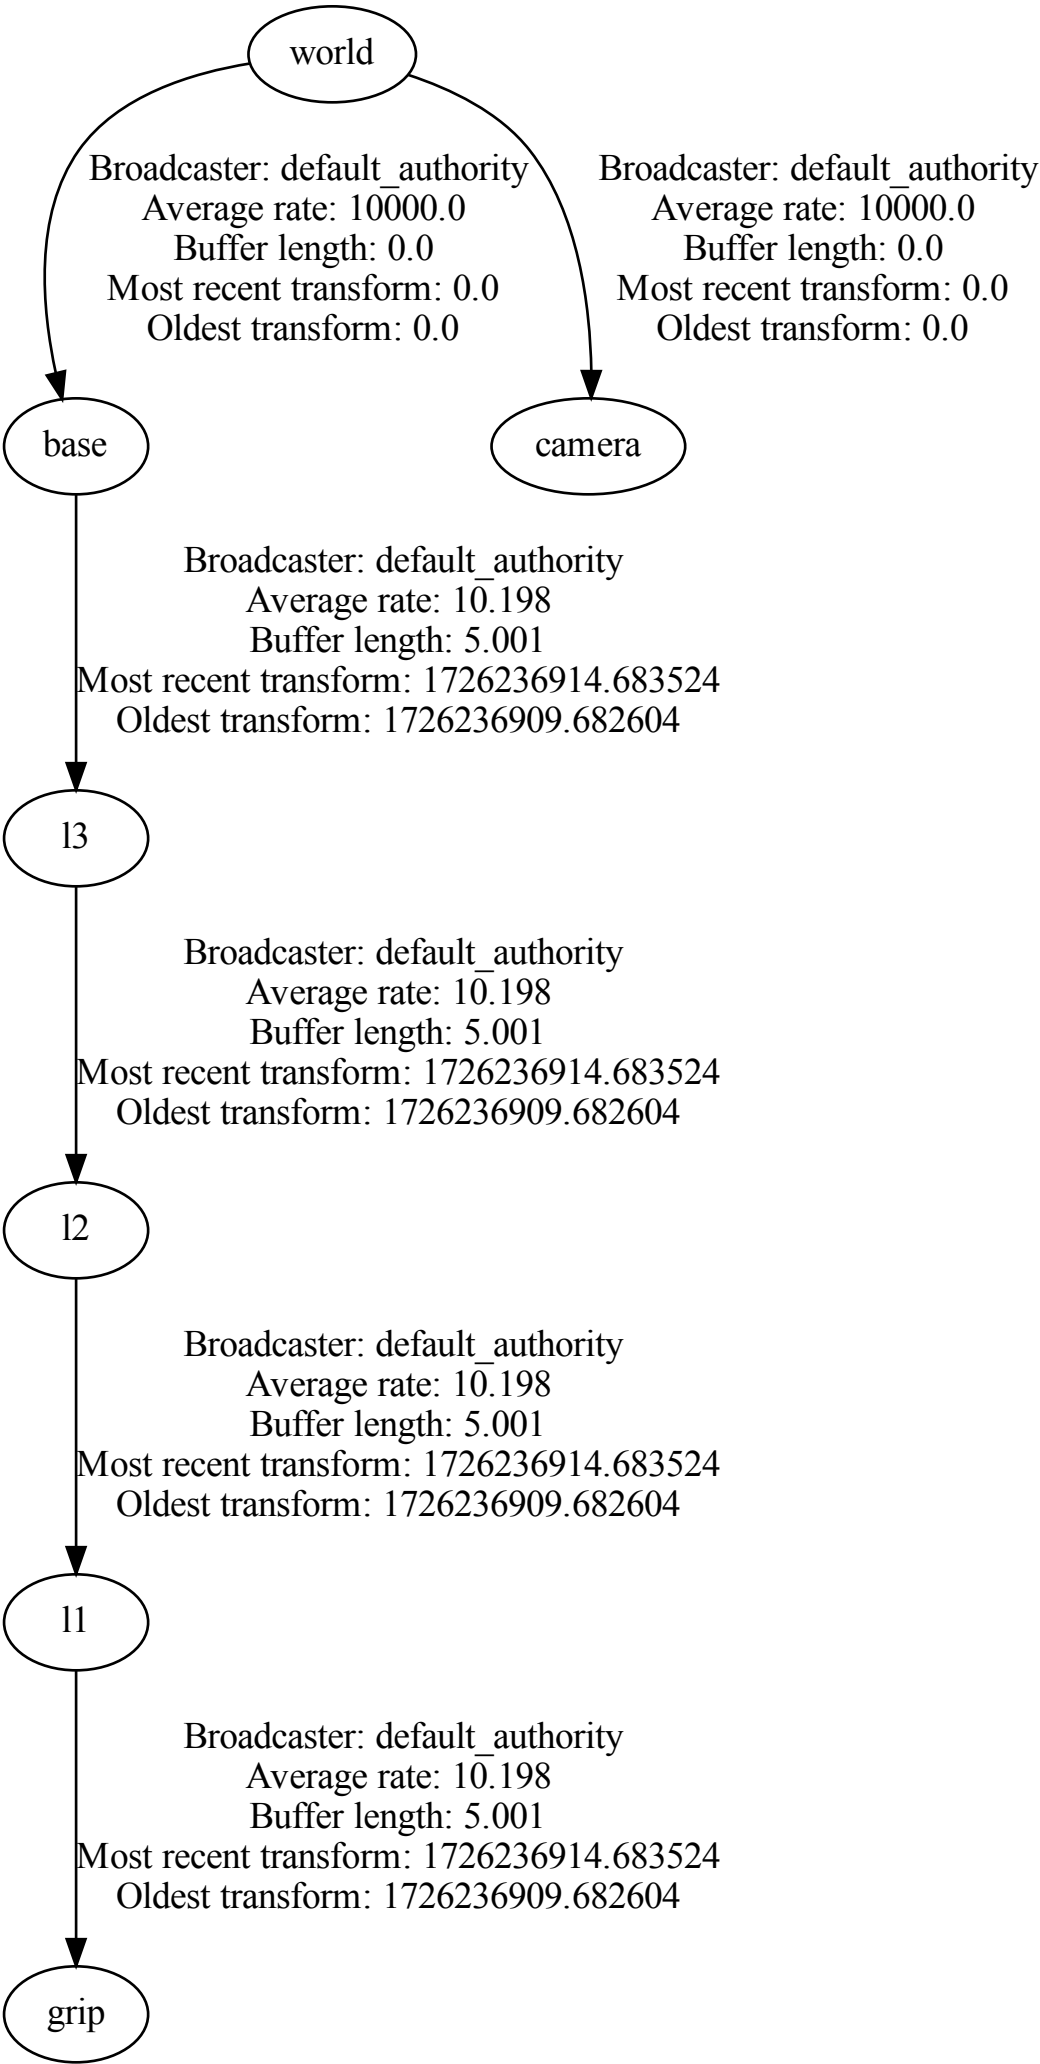 world
Broadcaster: default_authority
Average rate: 10000.0
Buffer length: 0.0
Most recent transform: 0.0
Oldest transform: 0.0
Broadcaster: default_authority
Average rate: 10000.0
Buffer length: 0.0
Most recent transform: 0.0
Oldest transform: 0.0
base
camera
Broadcaster: default_authority
Average rate: 10.198
Buffer length: 5.001
Most recent transform: 1726236914.683524
Oldest transform: 1726236909.682604
l3
Broadcaster: default_authority
Average rate: 10.198
Buffer length: 5.001
Most recent transform: 1726236914.683524
Oldest transform: 1726236909.682604
l2
Broadcaster: default_authority
Average rate: 10.198
Buffer length: 5.001
Most recent transform: 1726236914.683524
Oldest transform: 1726236909.682604
l1
Broadcaster: default_authority
Average rate: 10.198
Buffer length: 5.001
Most recent transform: 1726236914.683524
Oldest transform: 1726236909.682604
grip